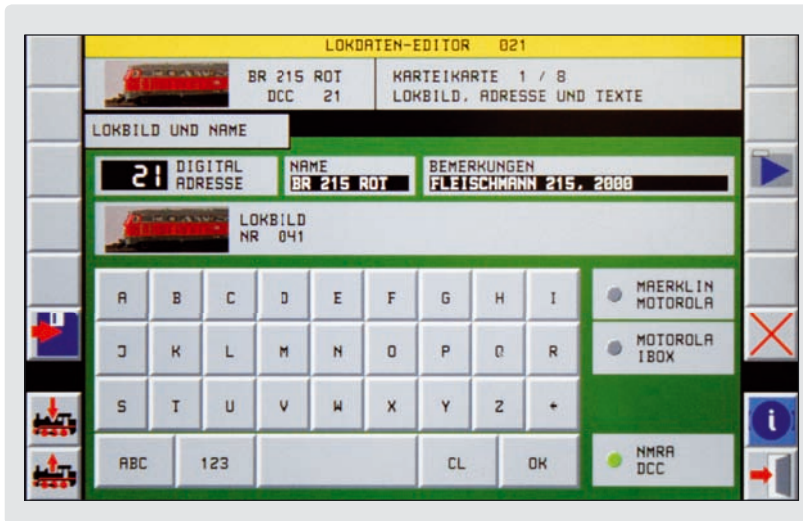 LOKDATEN-EDITOR 021
BR 215 ROT
DCC 21
KARTEIKARTE 1 / 8
LOKBILD, ADRESSE UND TEXTE
LOKBILD UND NAME
21
DIGITAL
ADRESSE
NAME
BR 215 ROT
BEMERKUNGEN
FLEISCHMANN 215, 2000
LOKBILD
NR 041
A B C D E F G H I
MAERKLIN
MOTOROLA
J K L M N O P Q R
MOTOROLA
IBOX
S T U V W X Y Z ←
ABC 123 CL OK
NMRA
DCC
i